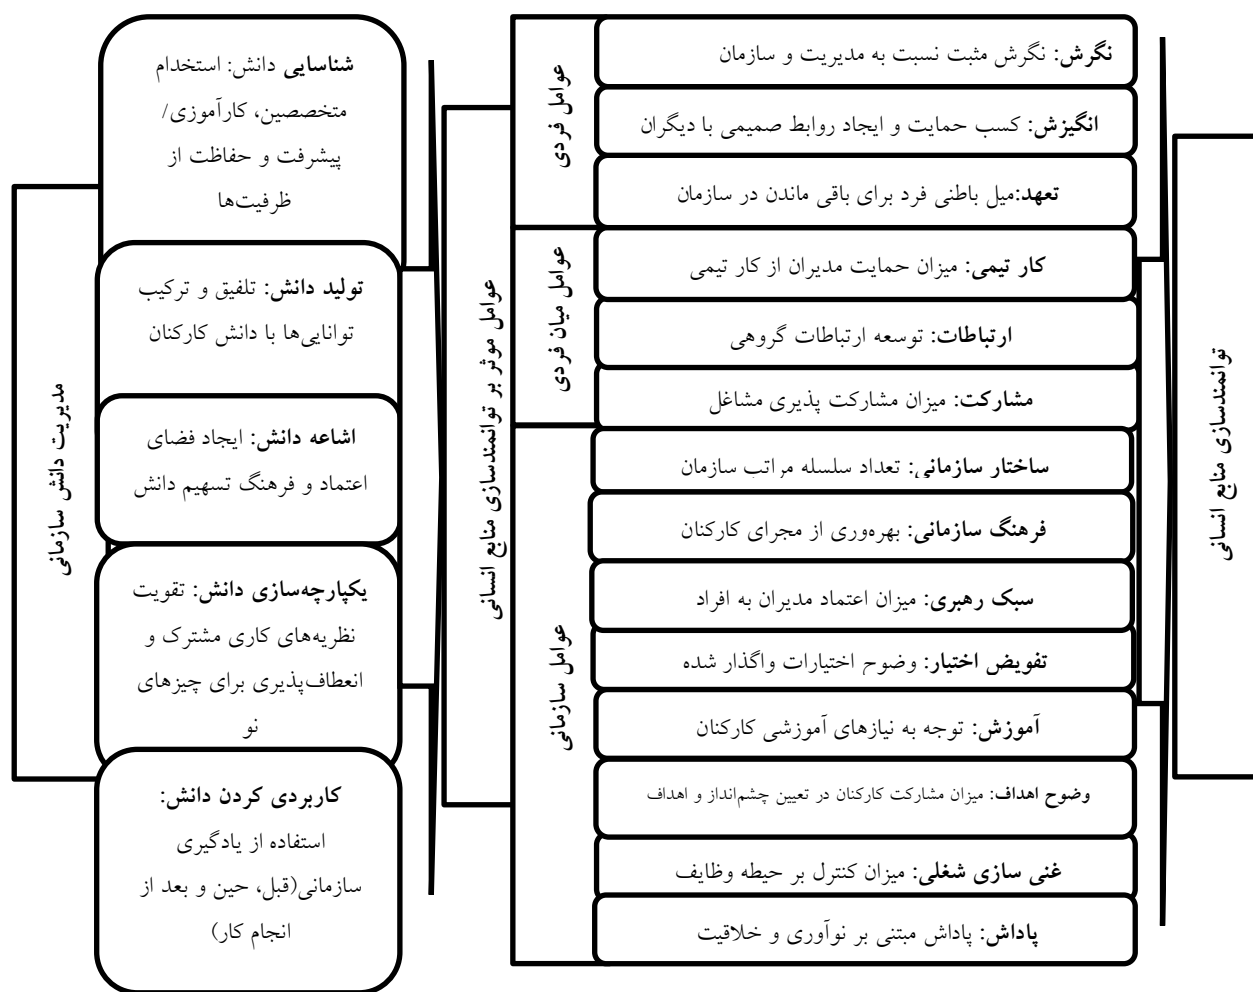 توانمندسازی منابع انسانی
نگرش: نگرش مثبت نسبت به مدیریت و سازمان
انگیزش: کسب حمایت و ایجاد روابط صمیمی با دیگران
تعهد:میل باطنی فرد برای باقی ماندن در سازمان
کار تیمی: میزان حمایت مدیران از کار تیمی
ارتباطات: توسعه ارتباطات گروهی
مشارکت: میزان مشارکت پذیری مشاغل
ساختار سازمانی: تعداد سلسله مراتب سازمان
فرهنگ سازمانی: بهره‌وری از مجرای کارکنان
سبک رهبری: میزان اعتماد مدیران به افراد
تفویض اختیار: وضوح اختیارات واگذار شده
آموزش: توجه به نیازهای آموزشی کارکنان
وضوح اهداف: میزان مشارکت کارکنان در تعیین چشم‌انداز و اهداف
غنی سازی شغلی: میزان کنترل بر حیطه وظایف
پاداش: پاداش مبتنی بر نوآوری و خلاقیت
عوامل فردی
عوامل میان فردی
عوامل سازمانی
عوامل موثر بر توانمندسازی منابع انسانی
شناسایی دانش: استخدام
متخصصین، کارآموزی/
پیشرفت و حفاظت از
ظرفیت‌ها
تولید دانش: تلفیق و ترکیب
توانایی‌ها با دانش کارکنان
اشاعه دانش: ایجاد فضای
اعتماد و فرهنگ تسهیم دانش
یکپارچه‌سازی دانش: تقویت
نظریه‌های کاری مشترک و
انعطاف‌پذیری برای چیزهای
نو
کاربردی کردن دانش:
استفاده از یادگیری
سازمانی(قبل، حین و بعد از
انجام کار)
مدیریت دانش سازمانی